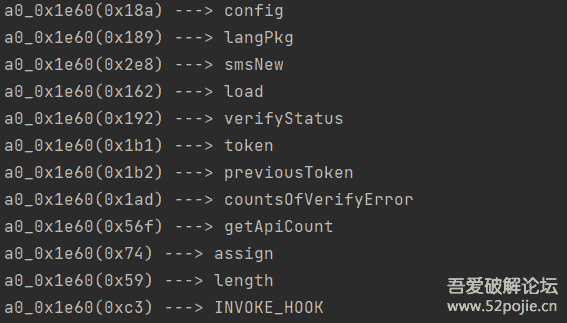 a0_0x1e60(0x18a) ---> config
a0_0x1e60(0x189) ---> langPkg
a0_0x1e60(0x2e8) ---> smsNew
a0_0x1e60(0x162) ---> load
a0_0x1e60(0x192) ---> verifyStatus
a0_0x1e60(0x1b1) ---> token
a0_0x1e60(0x1b2) ---> previousToken
a0_0x1e60(0x1ad) ---> countsOfVerifyError
a0_0x1e60(0x56f) ---> getApiCount
a0_0x1e60(0x74) ---> assign
a0_0x1e60(0x59) ---> length
a0_0x1e60(0xc3) ---> INVOKE_HOOK
吾爱破解论坛
www.52pojie.cn